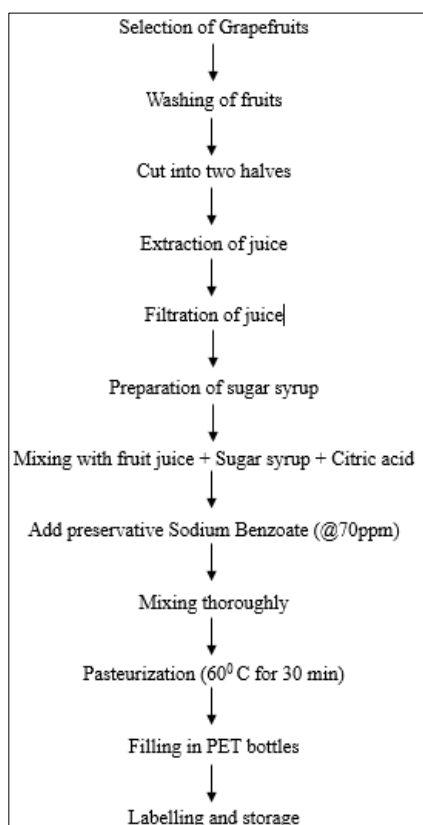 Selection of Grapefruits
Washing of fruits
Cut into two halves
Extraction of juice
Filtration of juice
Preparation of sugar syrup
Mixing with fruit juice + Sugar syrup + Citric acid
Add preservative Sodium Benzoate (@70ppm)
Mixing thoroughly
Pasteurization (60⁰ C for 30 min)
Filling in PET bottles
Labelling and storage